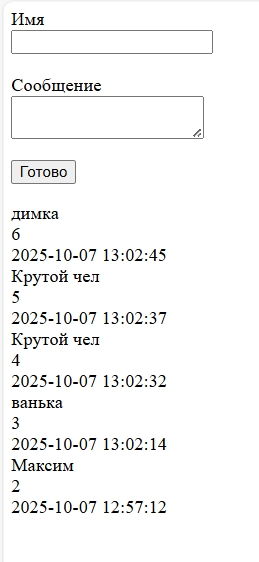 Имя
Сообщение
Готово
димка
6
2025-10-07 13:02:45
Крутой чел
5
2025-10-07 13:02:37
Крутой чел
4
2025-10-07 13:02:32
ванька
3
2025-10-07 13:02:14
Максим
2
2025-10-07 12:57:12